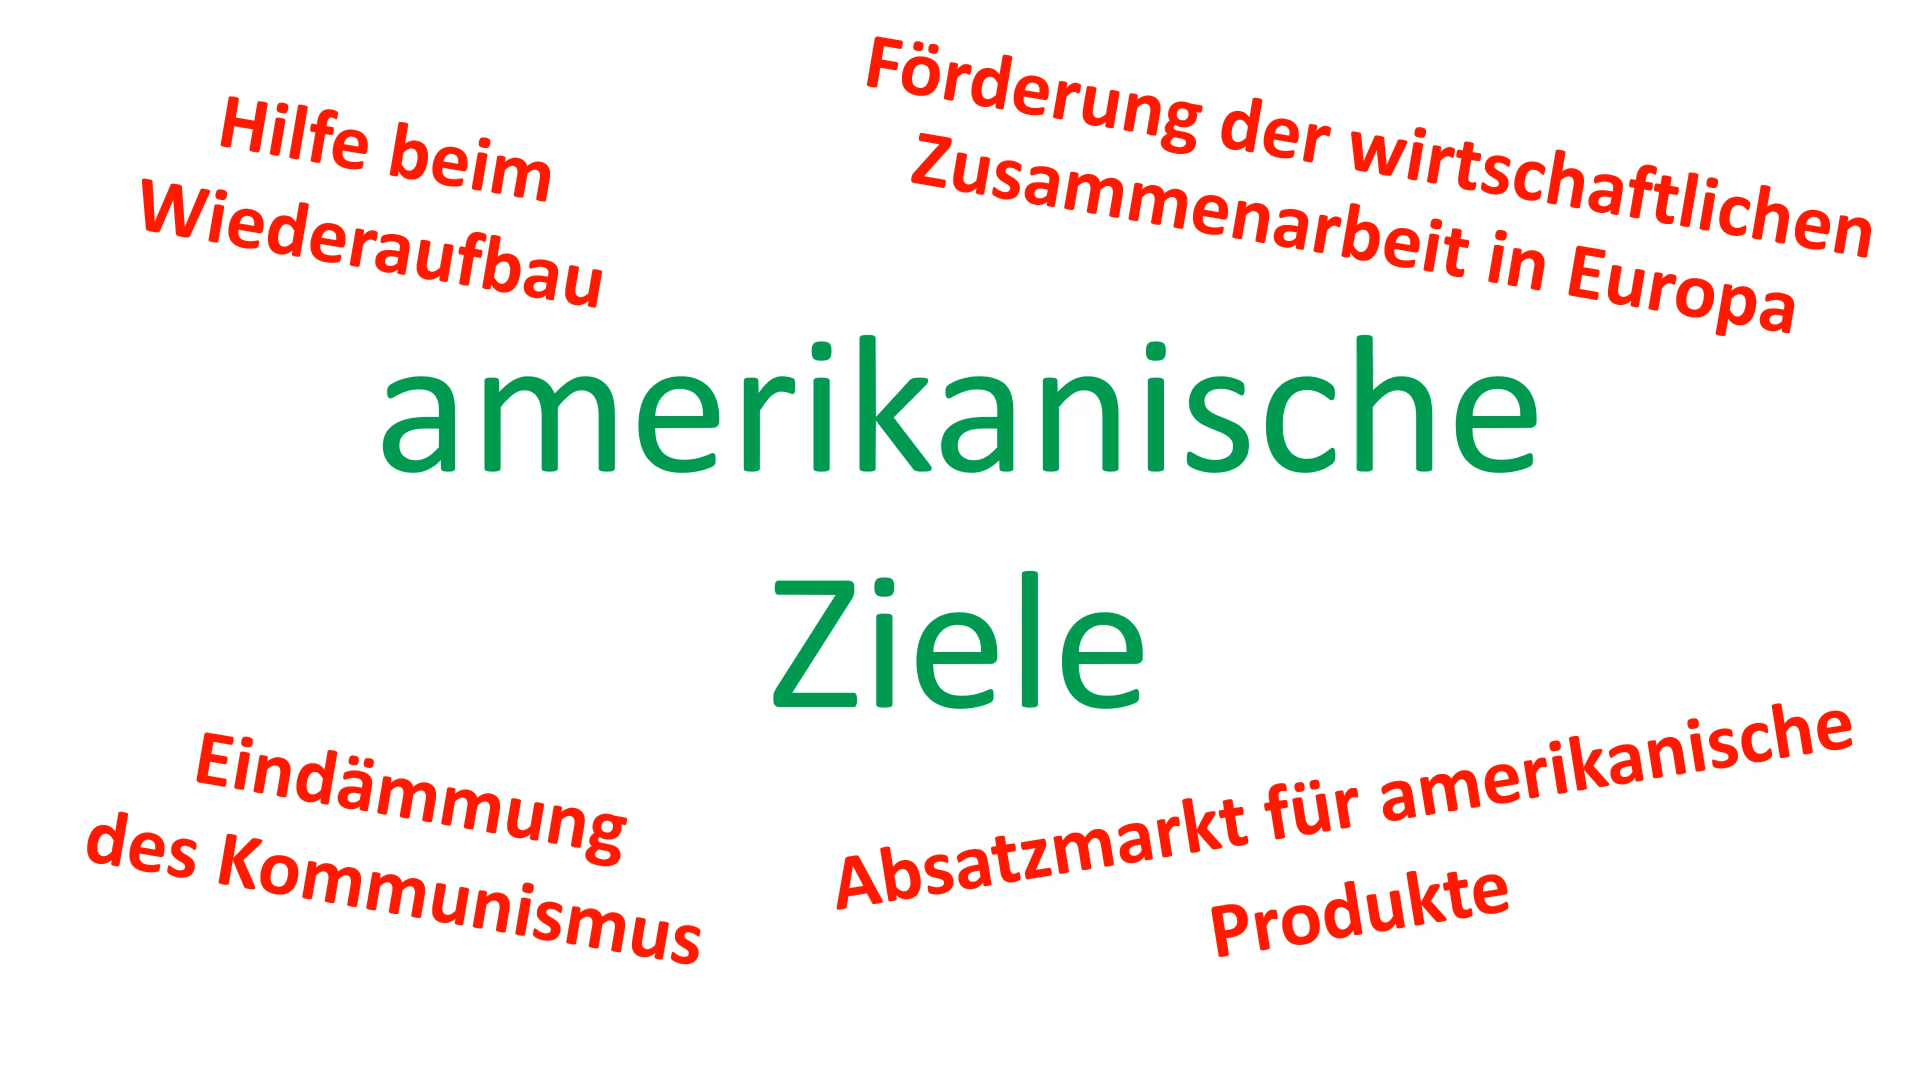 Hilfe beim
Wiederaufbau
Förderung der wirtschaftlichen
Zusammenarbeit in Europa
amerikanische
Ziele
Eindämmung
des Kommunismus
Absatzmarkt für amerikanische
Produkte